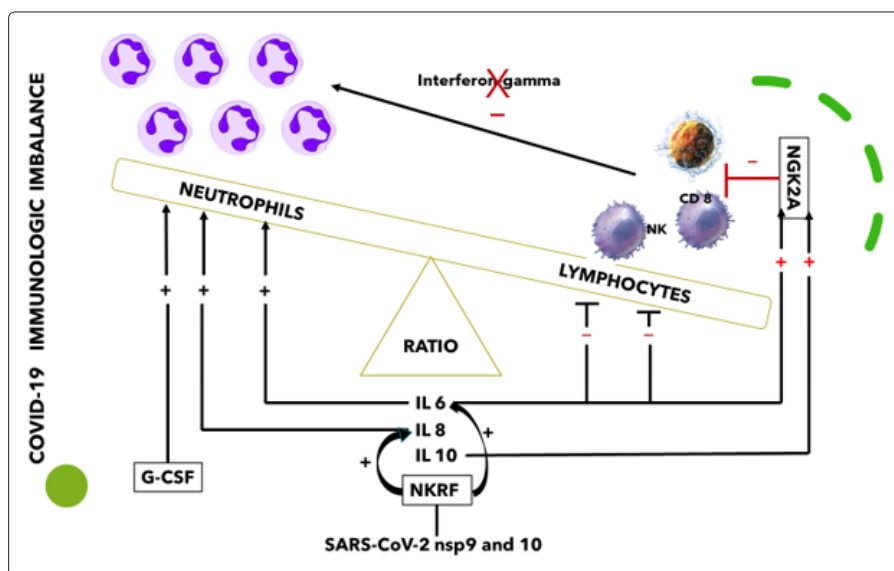 COVID-19 IMMUNOLOGIC IMBALANCE
Interferon-gamma
X
−
−
NGK2A
CD 8
NK
NEUTROPHILS
LYMPHOCYTES
+
+
+
+
+
−
−
RATIO
IL 6
IL 8
+
IL 10
+
G-CSF
NKRF
SARS-CoV-2 nsp9 and 10